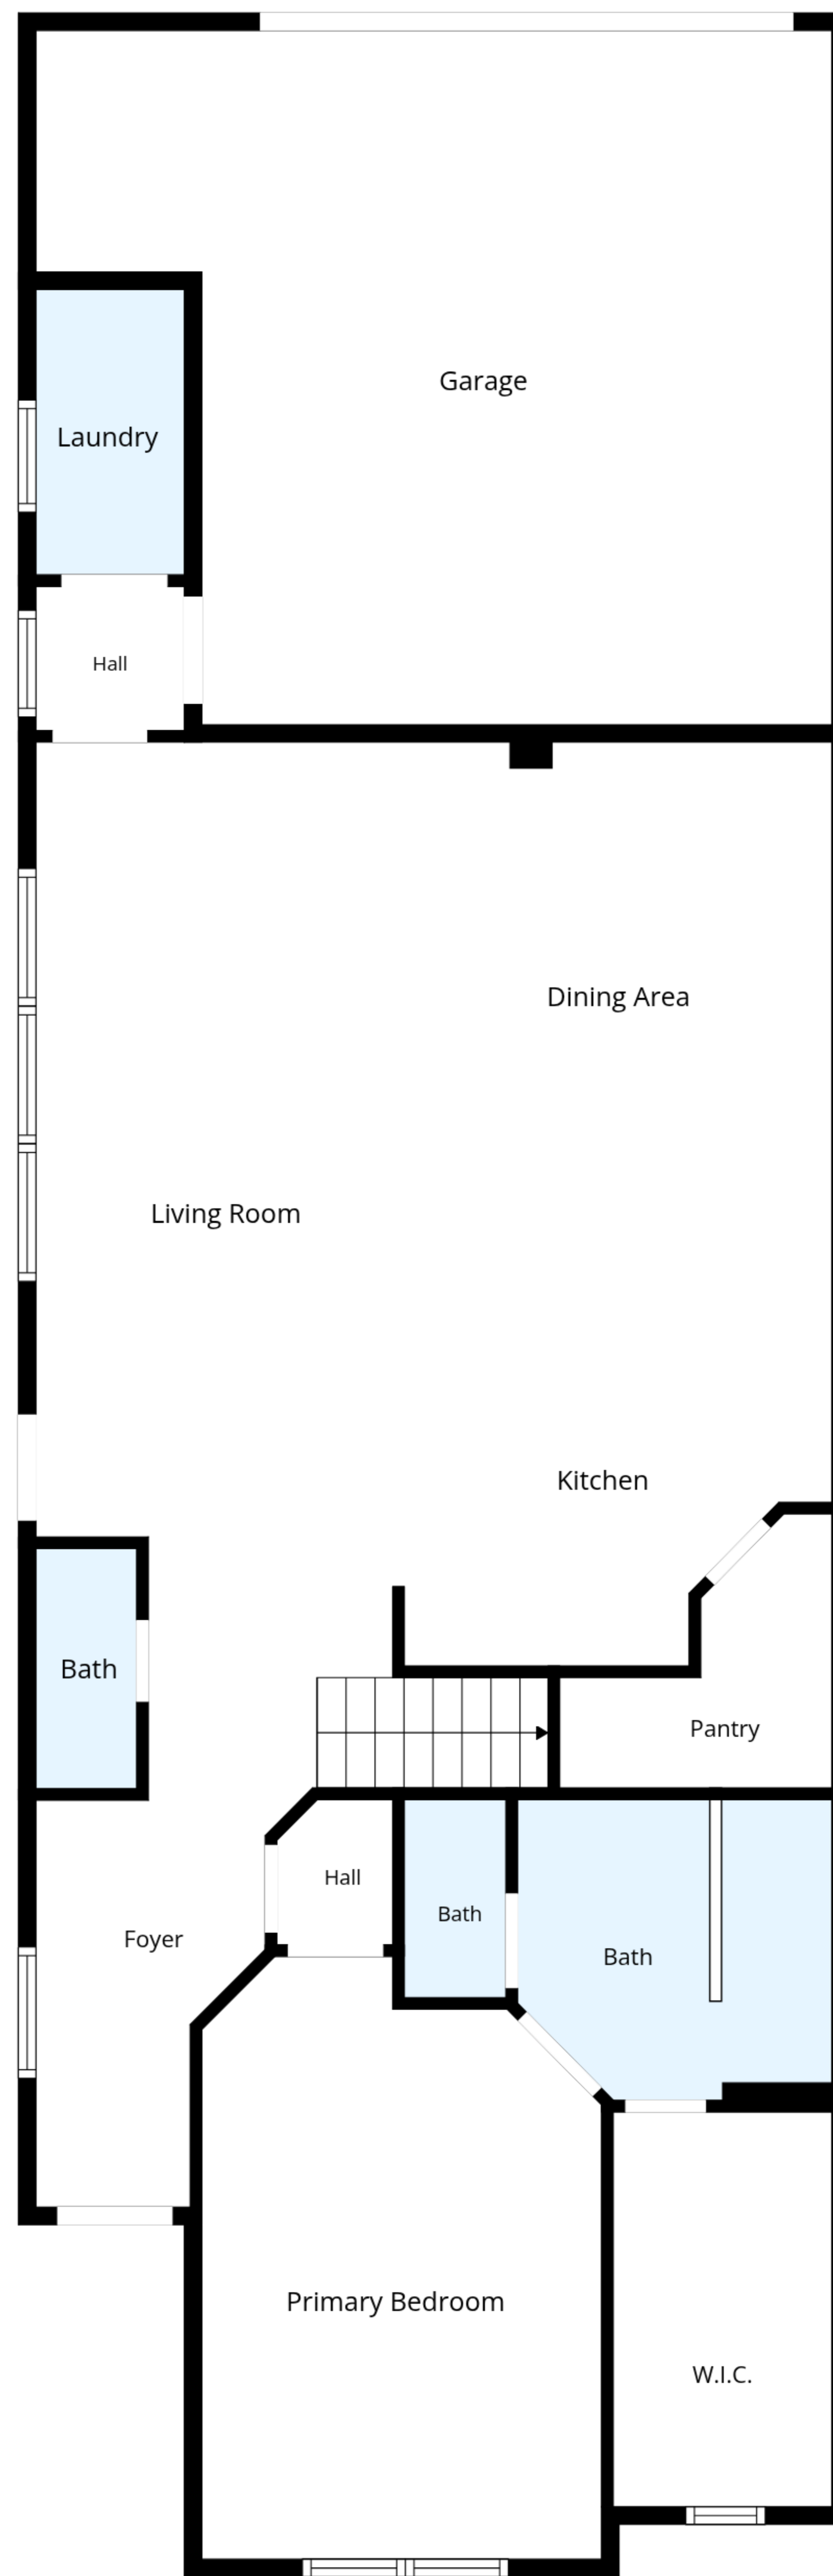 Garage
Laundry
Hall
Dining Area
Living Room
Kitchen
Bath
Pantry
Hall
Bath
Foyer
Bath
Primary Bedroom
W.I.C.